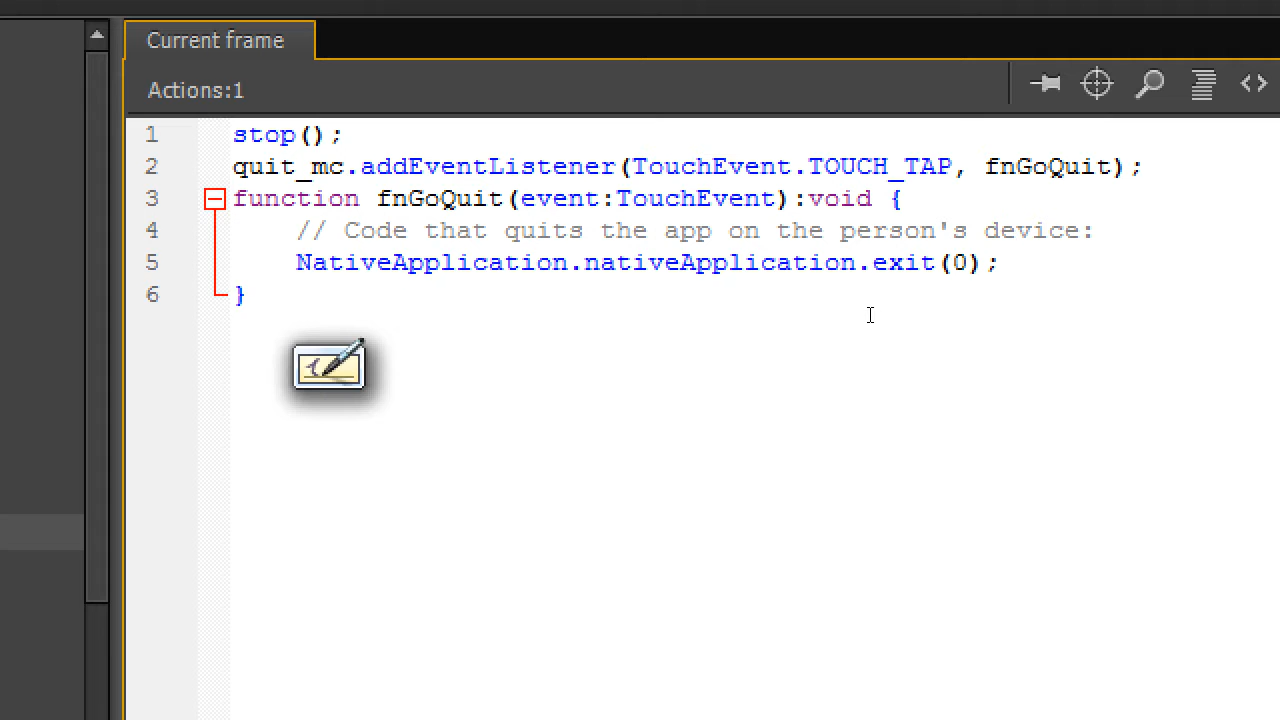 Current frame
Actions:1
1 stop();
2 quit_mc.addEventListener(TouchEvent.TOUCH_TAP, fnGoQuit);
3 function fnGoQuit(event:TouchEvent):void {
4 // Code that quits the app on the person's device:
5 NativeApplication.nativeApplication.exit(0);
6 }